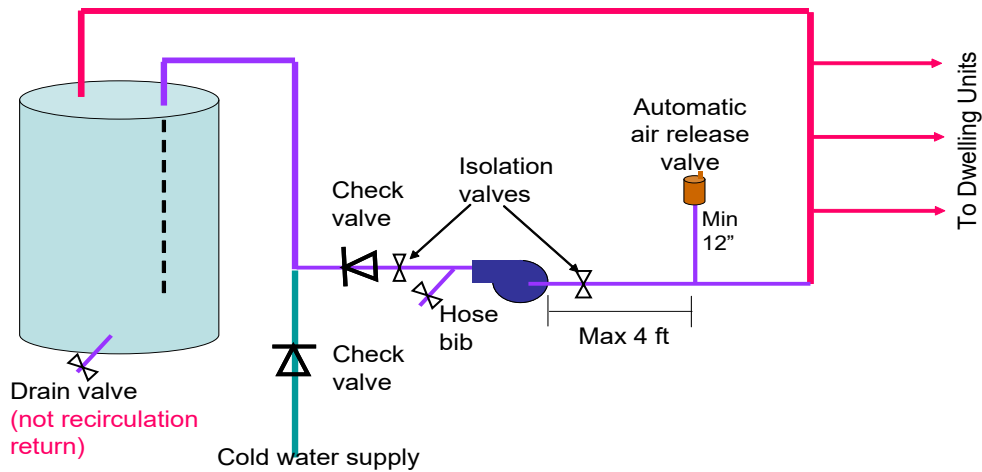 Automatic
air release
valve
Isolation
valves
Check
valve
Min
12”
To Dwelling Units
Hose
bib
Max 4 ft
Check
valve
Drain valve
(not recirculation
return)
Cold water supply